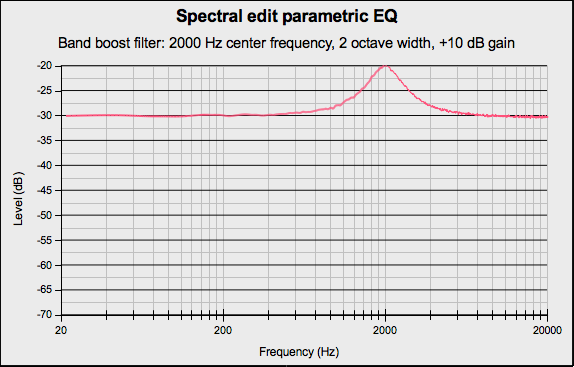 Spectral edit parametric EQ
Band boost filter: 2000 Hz center frequency, 2 octave width, +10 dB gain
-20
-25
-30
-35
-40
-45
-50
-55
-60
-65
-70
Level (dB)
20 200 2000 20000
Frequency (Hz)